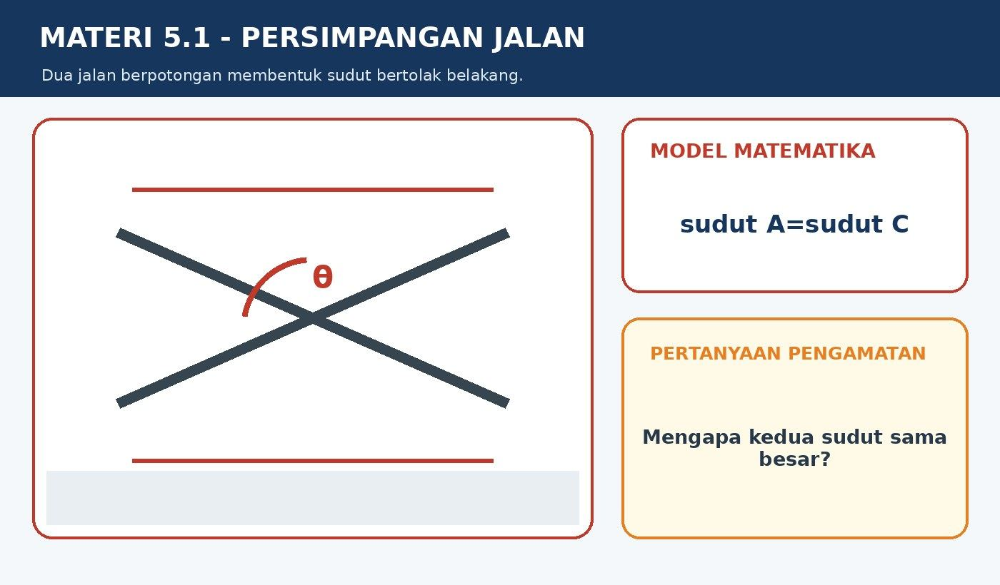 MATERI 5.1 - PERSIMPANGAN JALAN
Dua jalan berpotongan membentuk sudut bertolak belakang.
θ
MODEL MATEMATIKA
sudut A=sudut C
PERTANYAAN PENGAMATAN
Mengapa kedua sudut sama
besar?